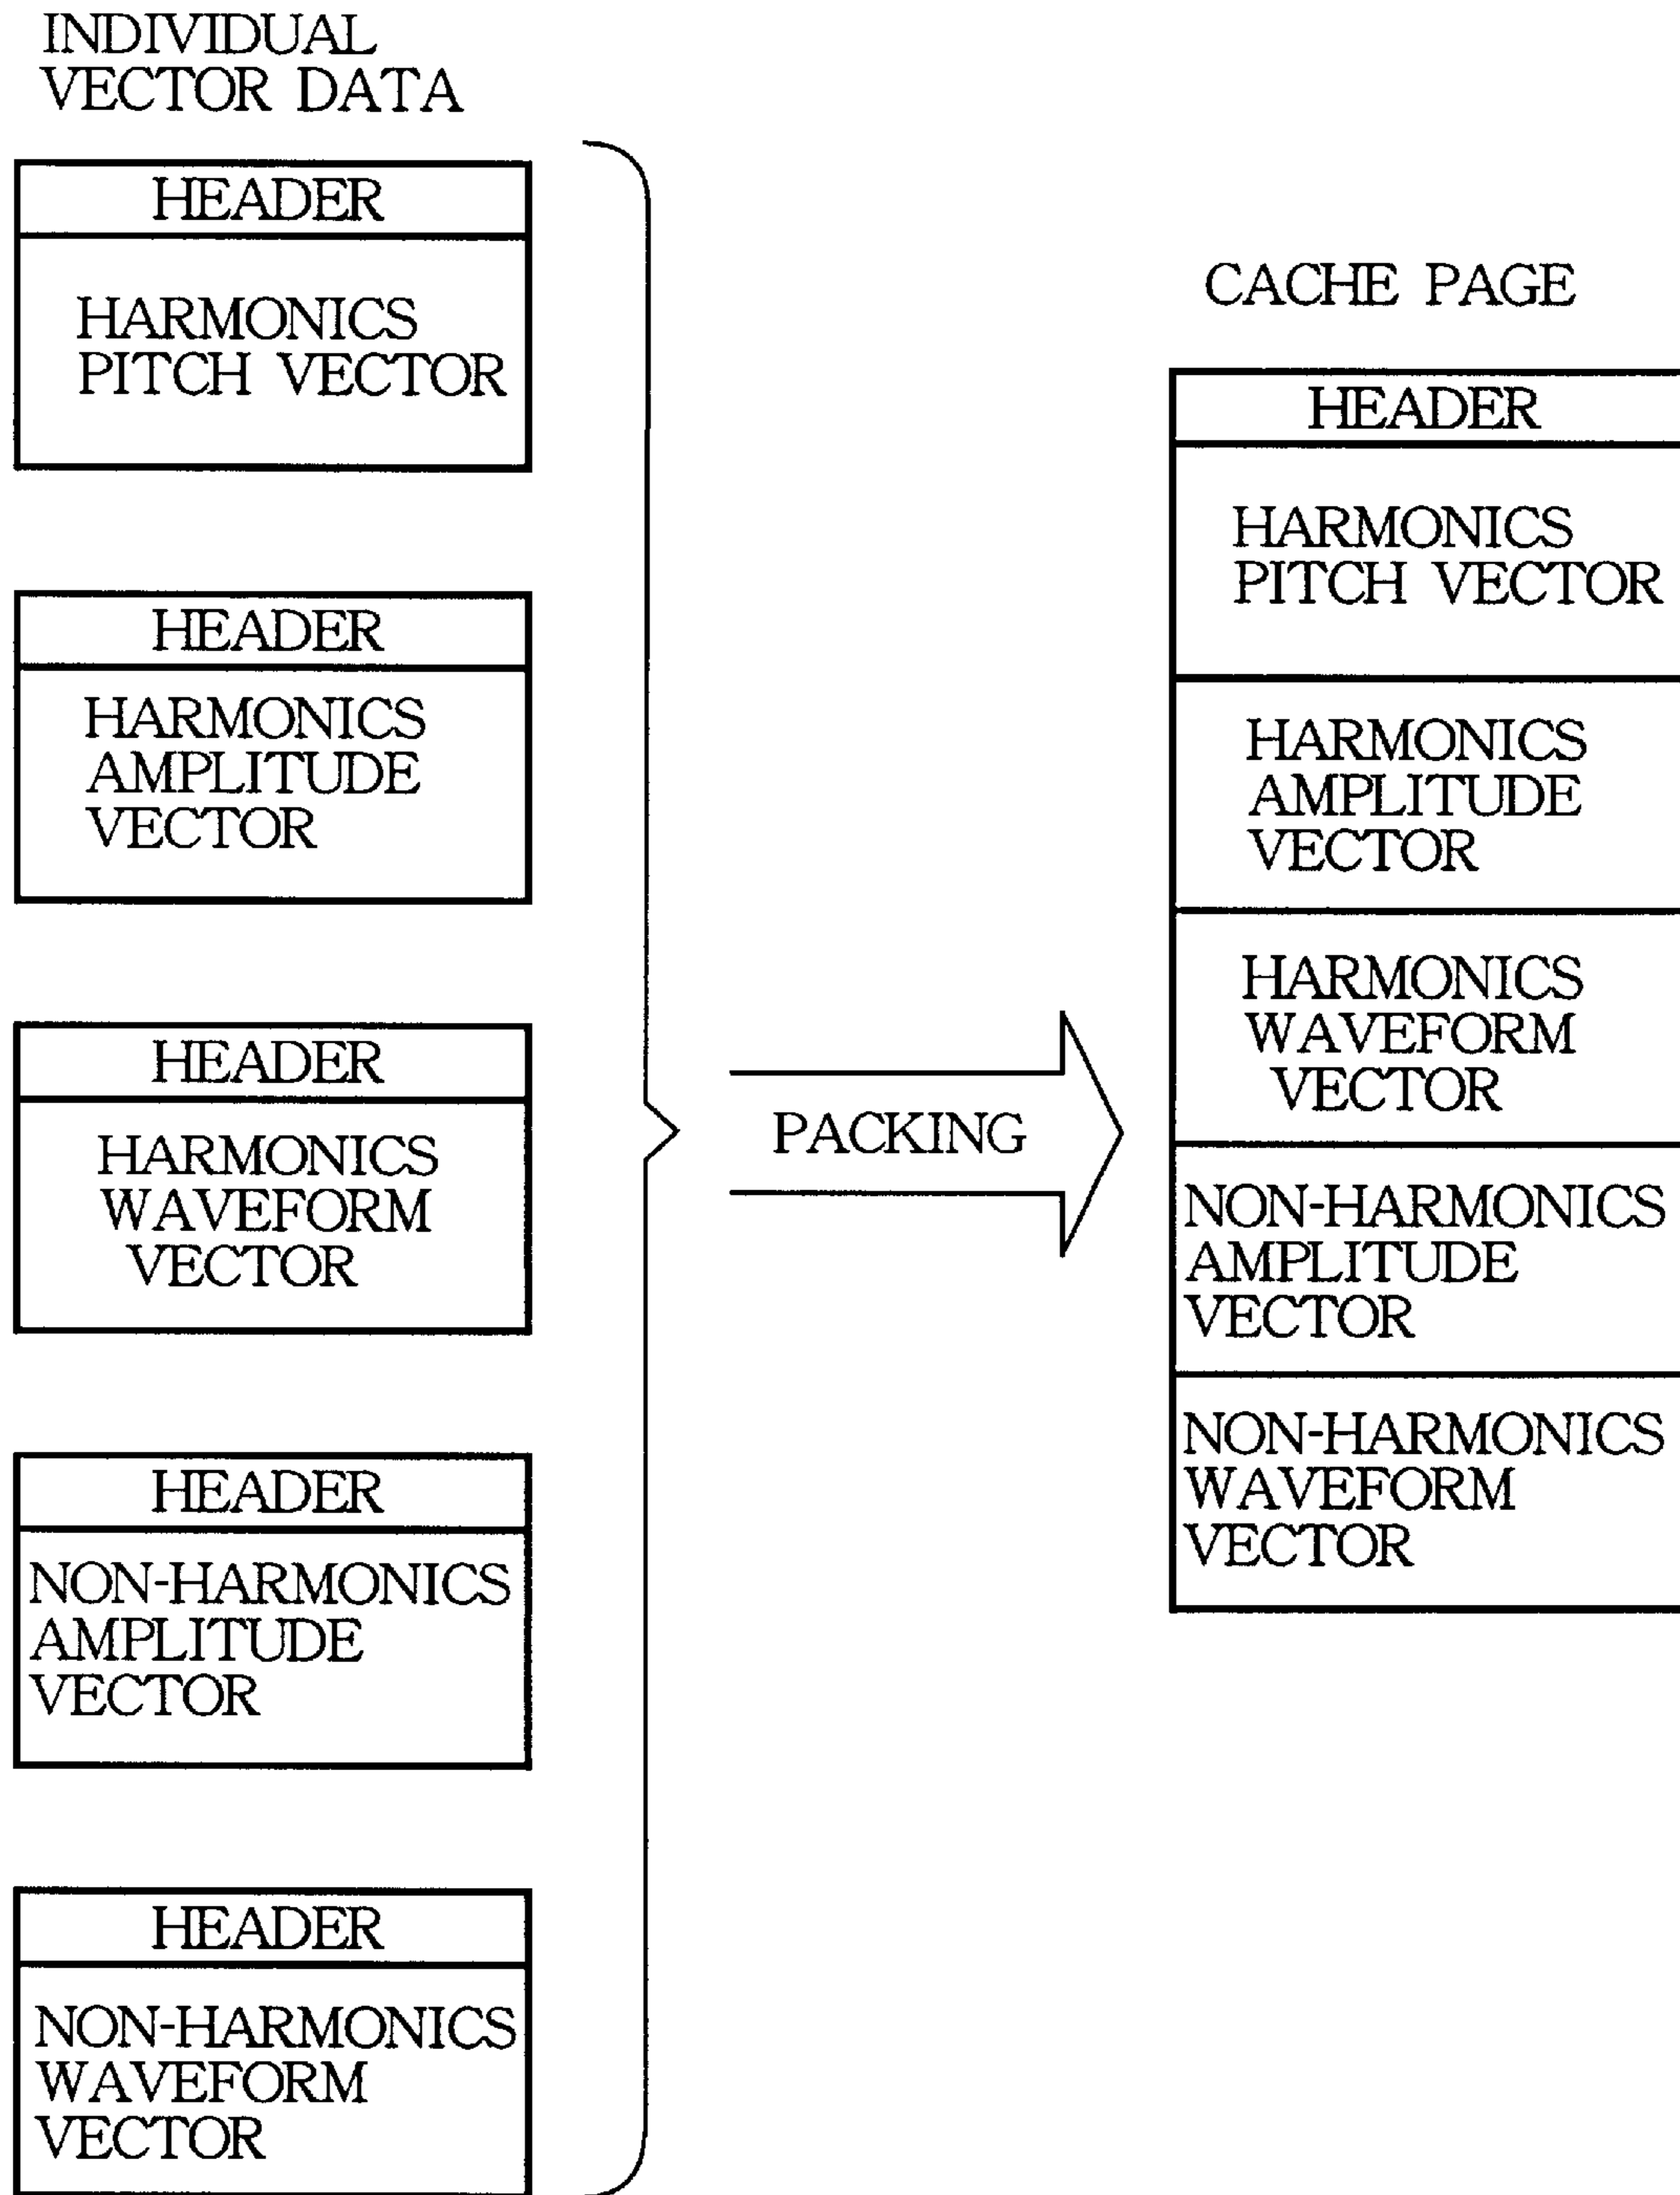 INDIVIDUAL
VECTOR DATA
HEADER
HARMONICS
PITCH VECTOR
HEADER
HARMONICS
AMPLITUDE
VECTOR
HEADER
HARMONICS
WAVEFORM
VECTOR
HEADER
NON-HARMONICS
AMPLITUDE
VECTOR
HEADER
NON-HARMONICS
WAVEFORM
VECTOR
PACKING
CACHE PAGE
HEADER
HARMONICS
PITCH VECTOR
HARMONICS
AMPLITUDE
VECTOR
HARMONICS
WAVEFORM
VECTOR
NON-HARMONICS
AMPLITUDE
VECTOR
NON-HARMONICS
WAVEFORM
VECTOR